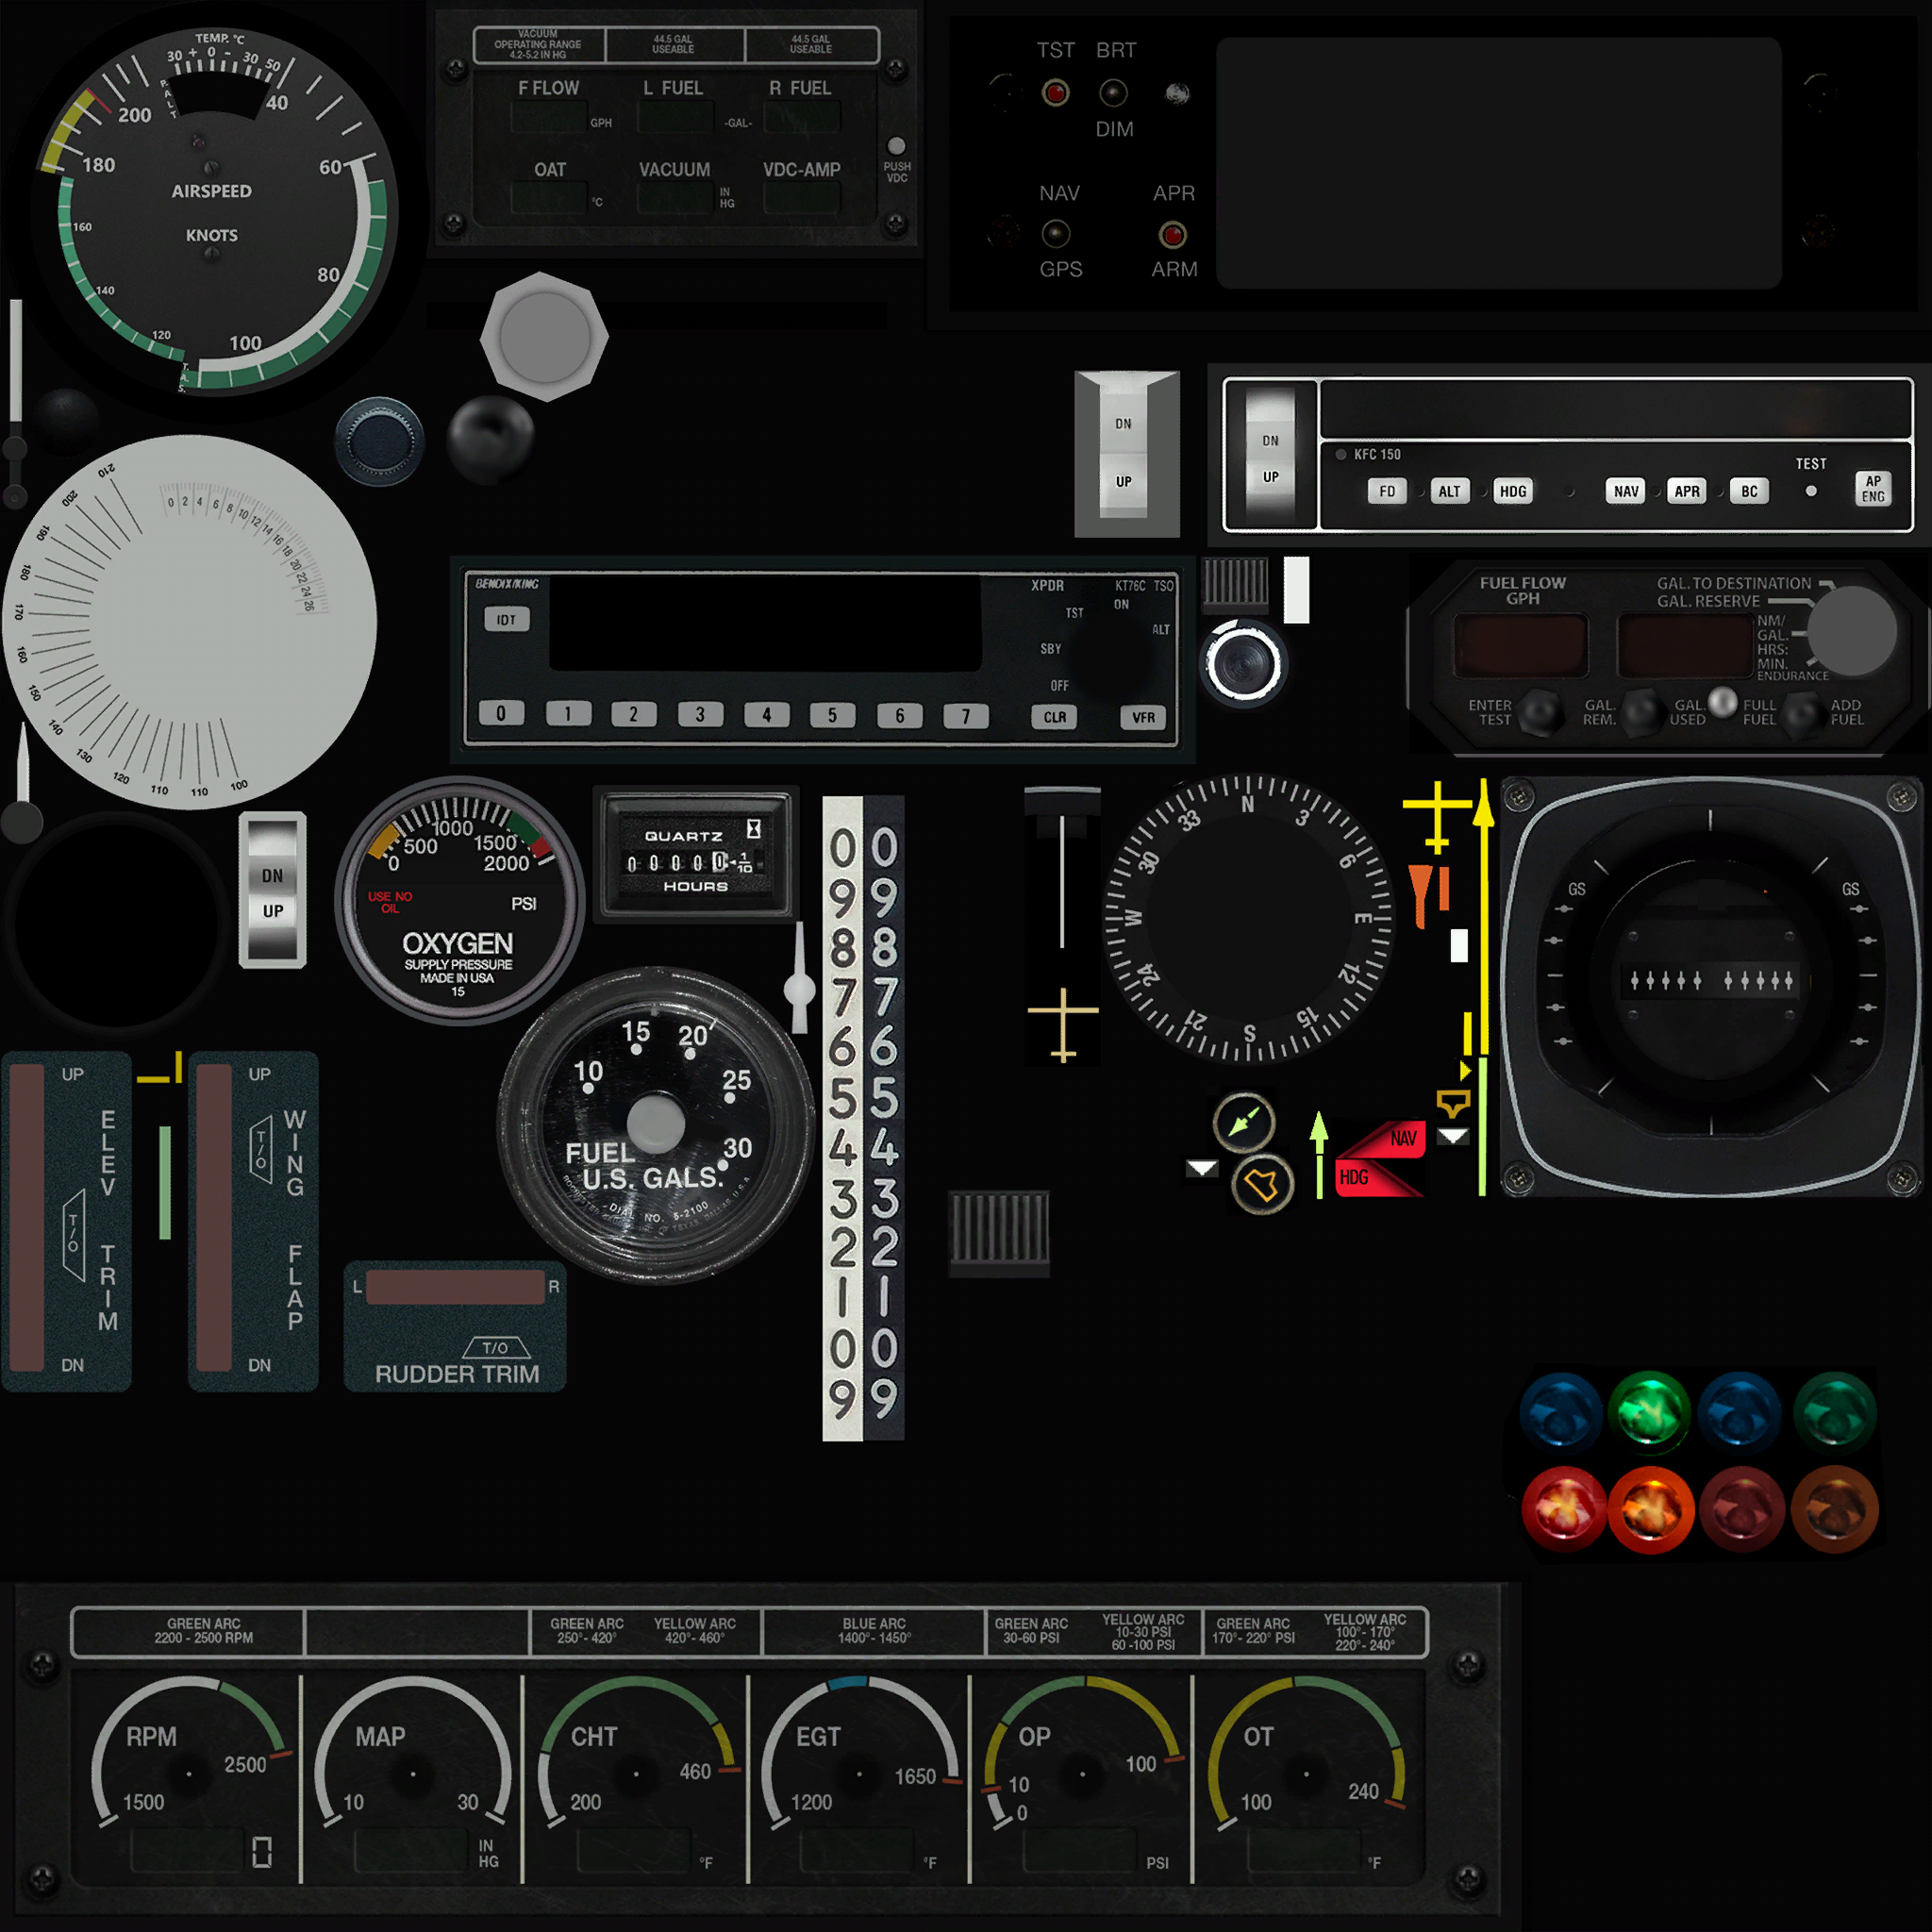 TEMP. °C
30 + 0 - 30 50
200
40
180
60
AIRSPEED
KNOTS
160
80
140
120
100
T.
A.
S.
VACUUM
OPERATING RANGE
4.2-5.2 IN HG
44.5 GAL
USEABLE
44.5 GAL
USEABLE
F FLOW
L FUEL
R FUEL
GPH
-GAL-
OAT
VACUUM
VDC-AMP
°C
IN
HG
PUSH
VDC
TST
BRT
DIM
NAV
APR
GPS
ARM
DN
UP
DN
UP
KFC 150
TEST
FD
ALT
HDG
NAV
APR
BC
AP
ENG
210
200
190
180
170
160
150
140
130
120
110
110
100
0 2 4 6 8 10 12 14 16 18 20 22 24 26
BENDIX/KING
XPDR
KT76C TSO
IDT
TST
ON
ALT
SBY
OFF
0 1 2 3 4 5 6 7
CLR
VFR
FUEL FLOW
GPH
GAL. TO DESTINATION
GAL. RESERVE
NM/
GAL.
HRS:
MIN.
ENDURANCE
ENTER
TEST
GAL.
REM.
GAL.
USED
FULL
FUEL
ADD
FUEL
DN
UP
0
500
1000
1500
2000
USE NO
OIL
PSI
OXYGEN
SUPPLY PRESSURE
MADE IN USA
15
QUARTZ
0 0 0 0 0 1/10
HOURS
0 0
9 9
8 8
7 7
6 6
5 5
4 4
3 3
2 2
1 1
0 0
9 9
N
3
6
E
12
15
S
21
24
W
30
33
GS
GS
10
15
20
25
30
FUEL
U.S. GALS.
DIAL NO. 5-2100
NAV
HDG
UP
ELEV TRIM
T/O
DN
UP
WING FLAP
T/O
DN
L
R
T/O
RUDDER TRIM
GREEN ARC
2200 - 2500 RPM
GREEN ARC
250°- 420°
YELLOW ARC
420°- 460°
BLUE ARC
1400°- 1450°
GREEN ARC
30-60 PSI
YELLOW ARC
10-30 PSI
60 -100 PSI
GREEN ARC
170°- 220° PSI
YELLOW ARC
100°- 170°
220°- 240°
RPM
2500
1500
0
MAP
10
30
IN
HG
CHT
460
200
°F
EGT
1650
1200
°F
OP
100
10
0
PSI
OT
240
100
°F